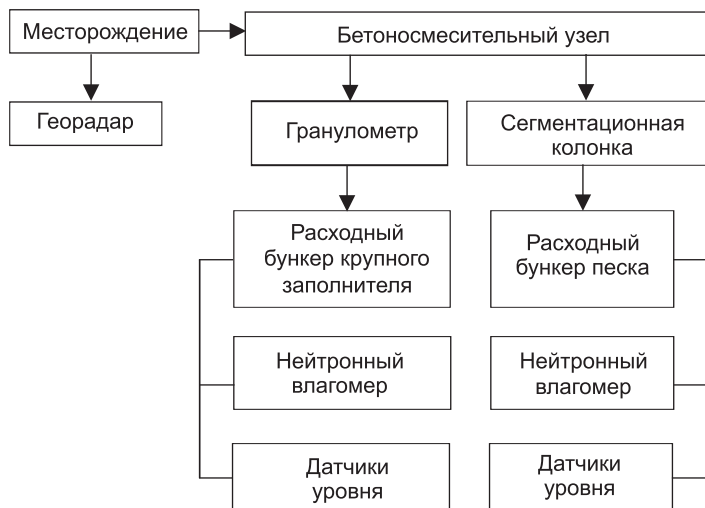 Месторождение
Бетоносмесительный узел
Георадар
Гранулометр
Сегментационная
колонка
Расходный
бункер крупного
заполнителя
Расходный
бункер песка
Нейтронный
влагомер
Нейтронный
влагомер
Датчики
уровня
Датчики
уровня